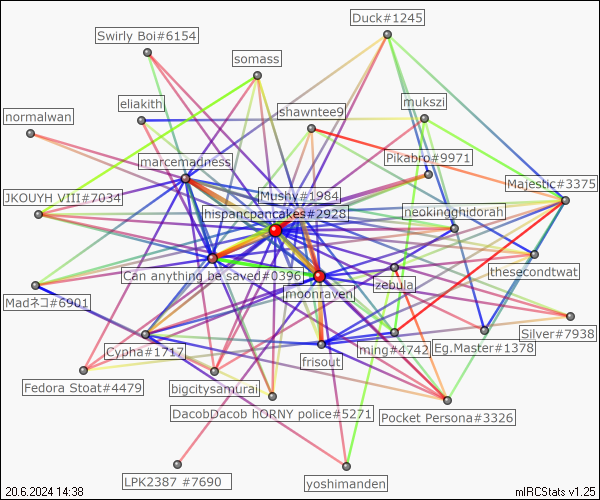 Duck#1245
Swirly Boi#6154
somass
eliakith
mukszi
shawntee9
normalwan
marcemadness
Pikabro#9971
Majestic#3375
JKOUYH VIII#7034
Mushy#1984
hispancpancakes#2928
neokingghidorah
Can anything be saved#0396
thesecondtwat
zebula
moonraven
Madネコ#6901
Silver#7938
Cypha#1717
frisout
ming#4742
Eg.Master#1378
Fedora Stoat#4479
bigcitysamurai
DacobDacob hORNY police#5271
Pocket Persona#3326
LPK2387 #7690
yoshimanden
20.6.2024 14:38
mIRCStats v1.25